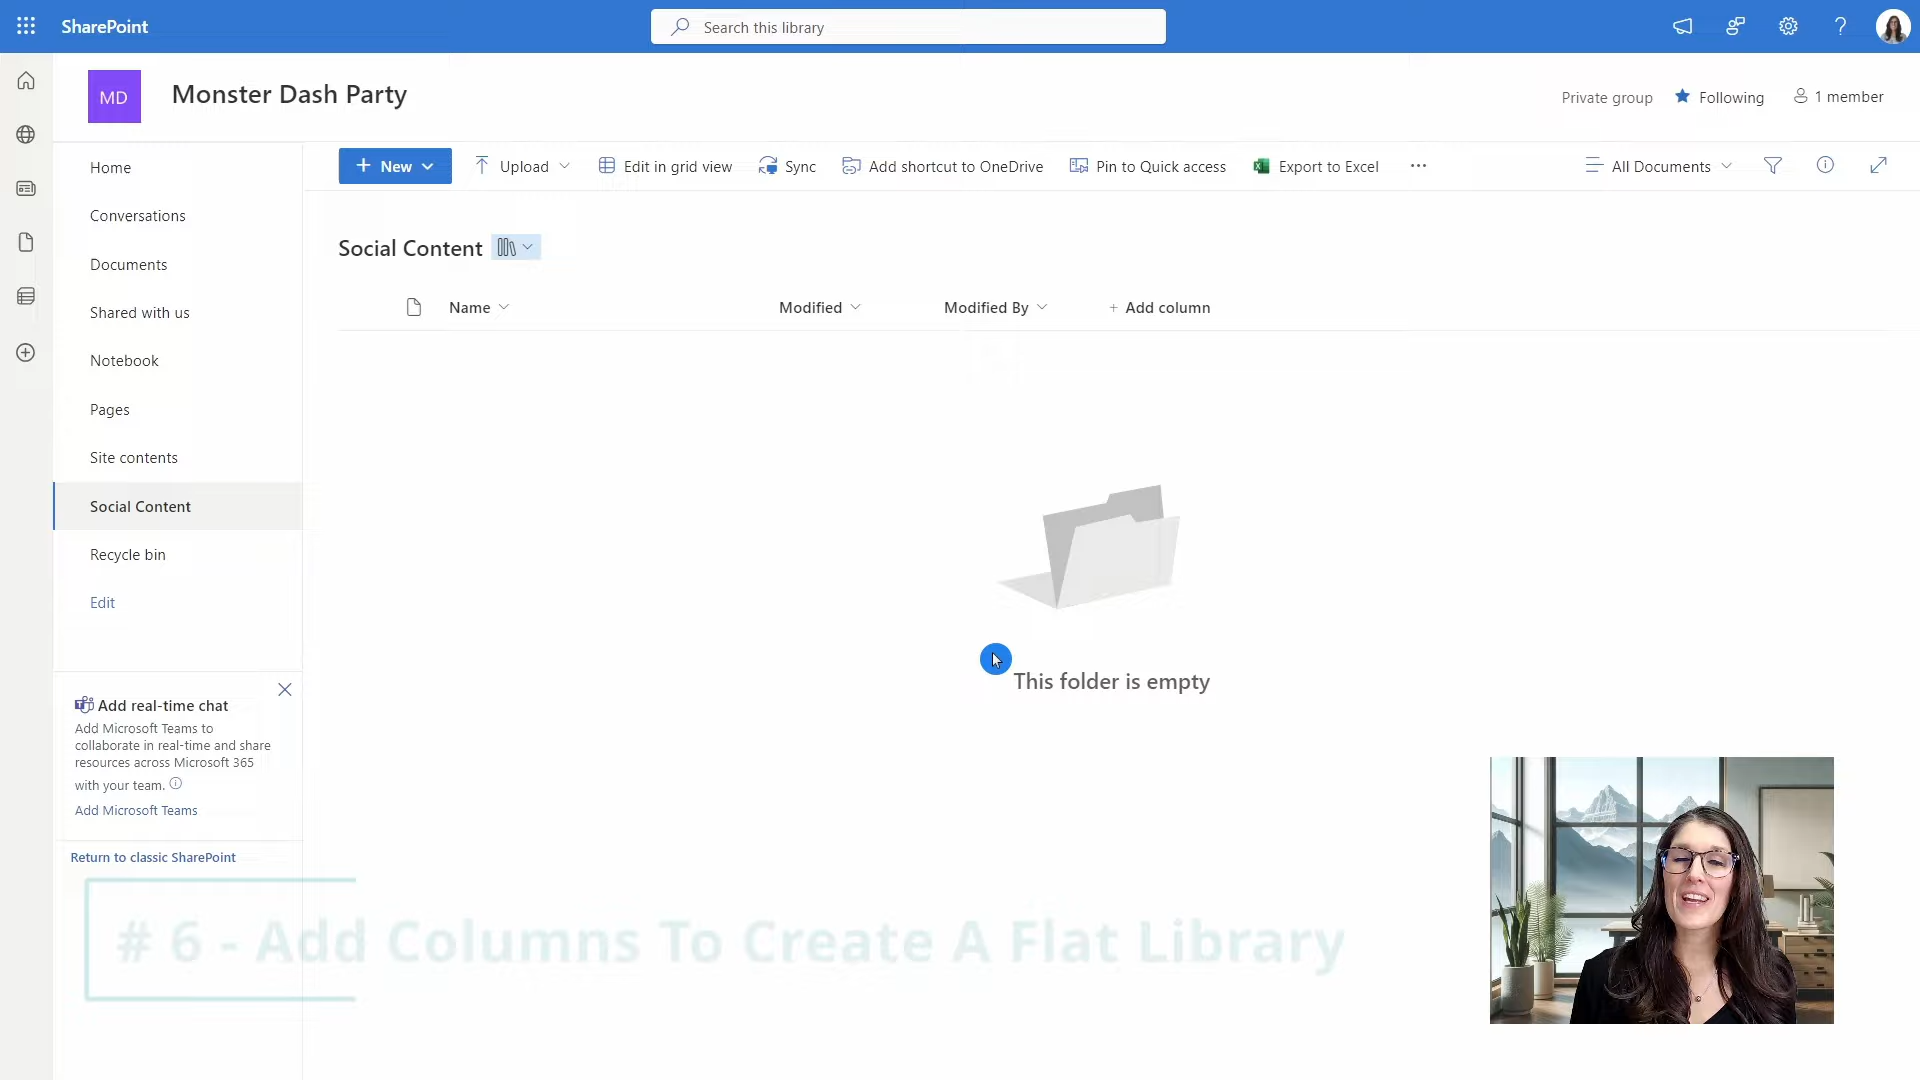 SharePoint
Search this library
MD
Monster Dash Party
Private group
Following
1 member
Home
Conversations
Documents
Shared with us
Notebook
Pages
Site contents
Social Content
Recycle bin
Edit
+ New
Upload
Edit in grid view
Sync
Add shortcut to OneDrive
Pin to Quick access
Export to Excel
...
All Documents
Social Content
Name
Modified
Modified By
+ Add column
This folder is empty
Add real-time chat
Add Microsoft Teams to
collaborate in real-time and share
resources across Microsoft 365
with your team.
Add Microsoft Teams
Return to classic SharePoint
# 6 - Add Columns To Create A Flat Library